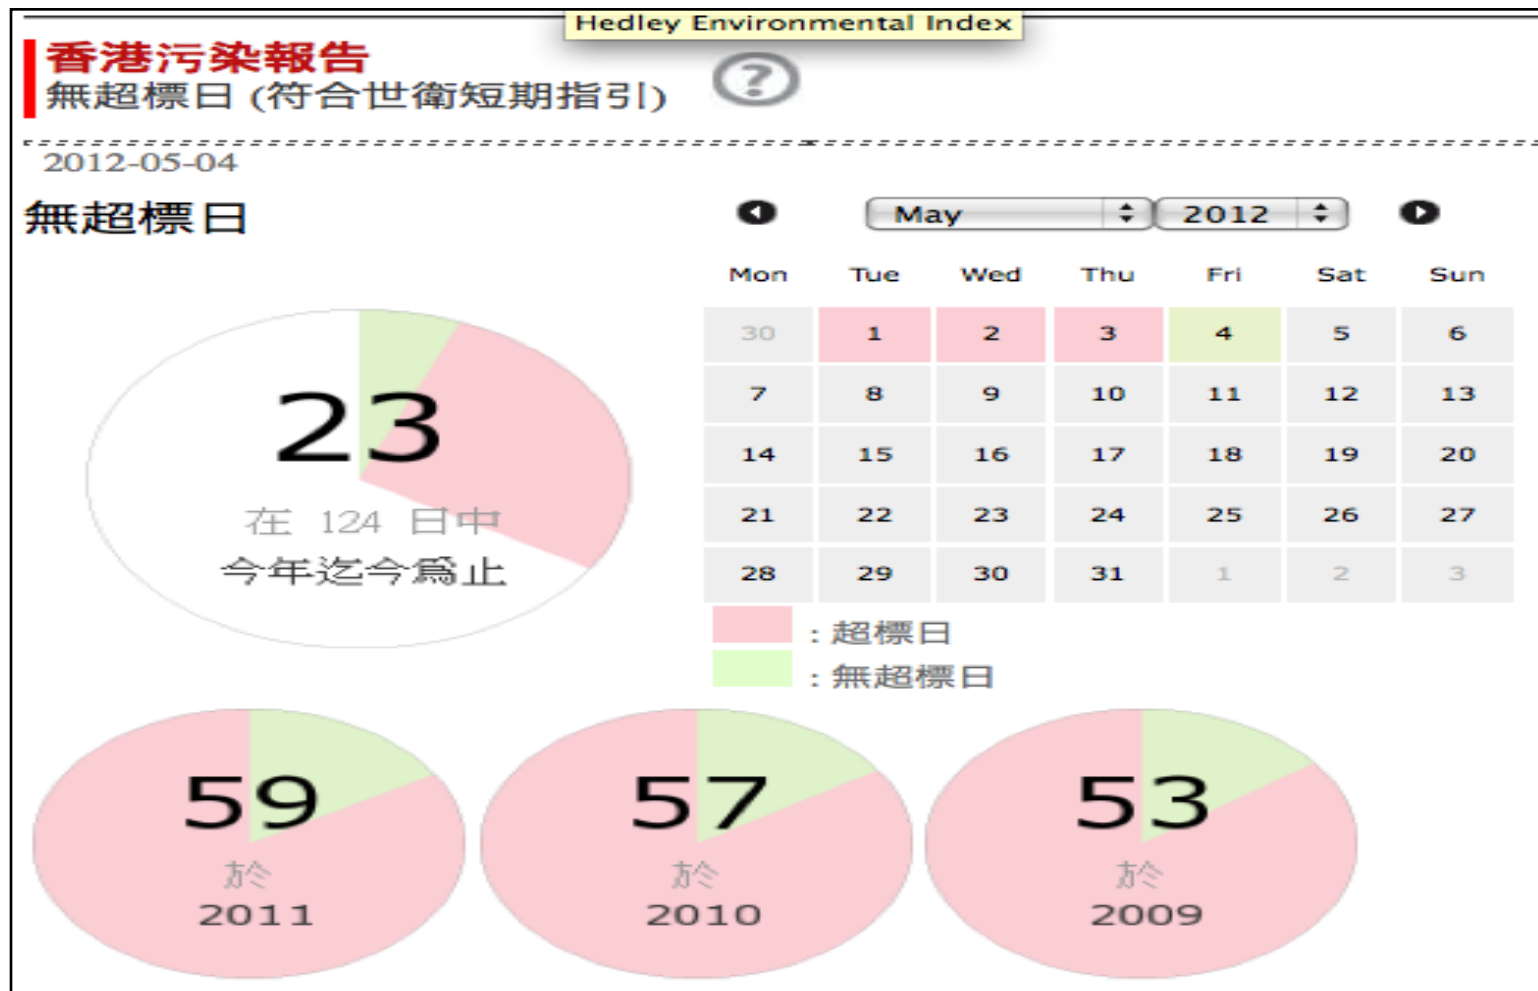 Hedley Environmental Index
香港污染報告
無超標日 (符合世衛短期指引)
?
2012-05-04
無超標日
May 2012
Mon Tue Wed Thu Fri Sat Sun
30 1 2 3 4 5 6
7 8 9 10 11 12 13
14 15 16 17 18 19 20
21 22 23 24 25 26 27
28 29 30 31 1 2 3
23
在 124 日中
今年迄今為止
: 超標日
: 無超標日
59
於
2011
57
於
2010
53
於
2009